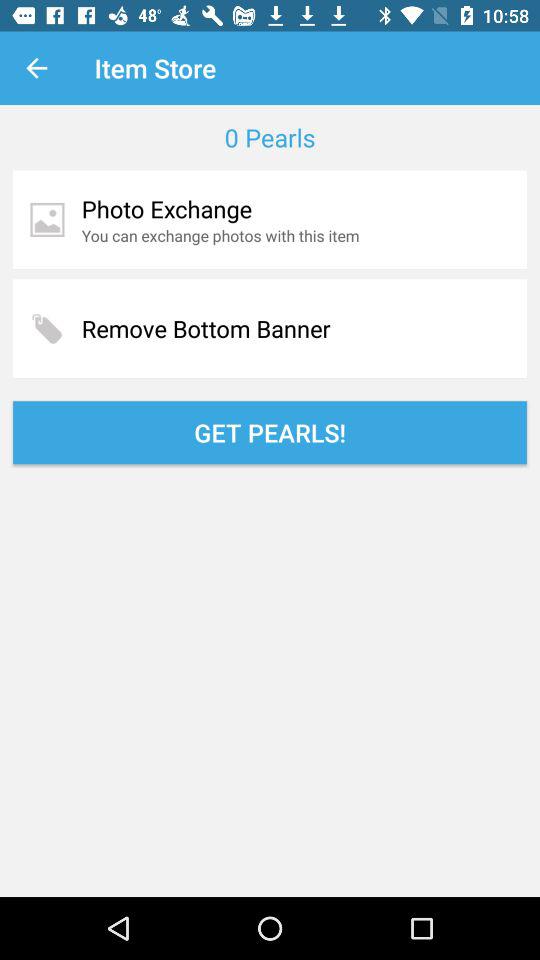 48° 10:58
Item Store
0 Pearls
Photo Exchange
You can exchange photos with this item
Remove Bottom Banner
GET PEARLS!